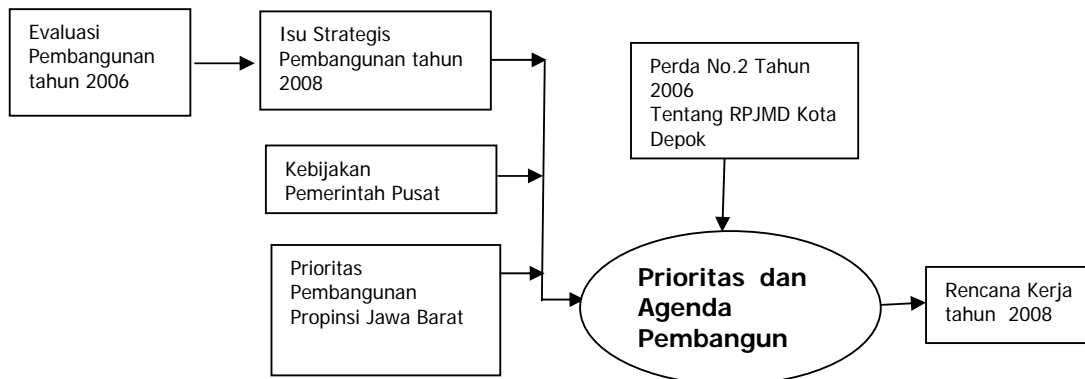 Evaluasi
Pembangunan
tahun 2006
Isu Strategis
Pembangunan tahun
2008
Perda No.2 Tahun
2006
Tentang RPJMD Kota
Depok
Kebijakan
Pemerintah Pusat
Prioritas
Pembangunan
Propinsi Jawa Barat
Prioritas dan
Agenda
Pembangun
Rencana Kerja
tahun 2008